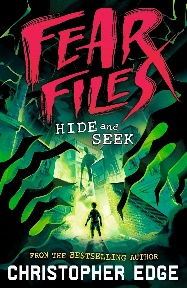 FEAR
FILES
HIDE and
SEEK
FROM THE BESTSELLING AUTHOR
CHRISTOPHER EDGE